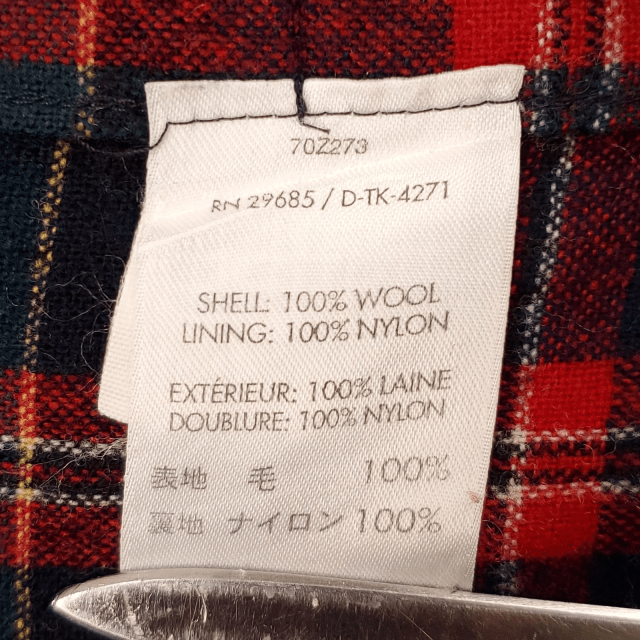 70Z273
RN 29685 / D-TK-4271
SHELL: 100% WOOL
LINING: 100% NYLON
EXTÉRIEUR: 100% LAINE
DOUBLURE: 100% NYLON
表地 毛 100%
裏地 ナイロン 100%